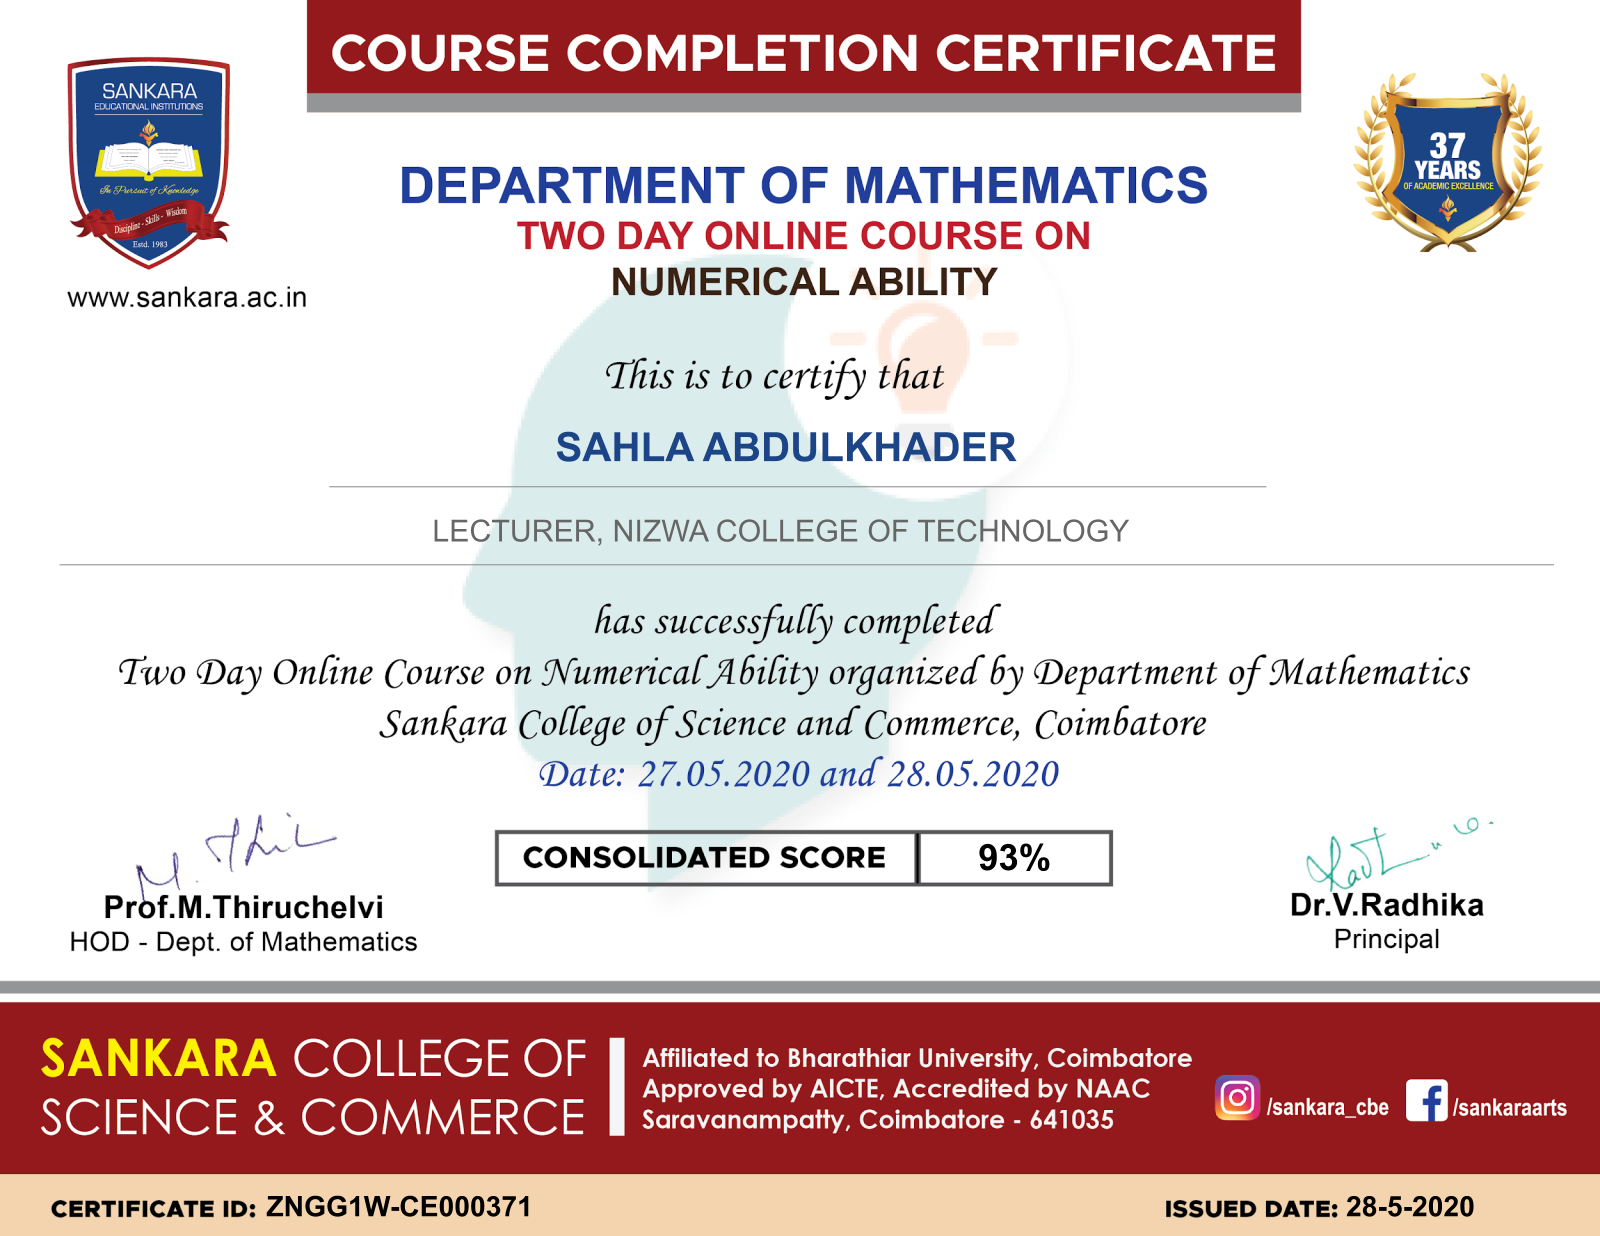 COURSE COMPLETION CERTIFICATE
SANKARA
EDUCATIONAL INSTITUTIONS
In Pursuit of Knowledge
Discipline - Skills - Wisdom
Estd. 1983
www.sankara.ac.in
37
YEARS
OF ACADEMIC EXCELLENCE
DEPARTMENT OF MATHEMATICS
TWO DAY ONLINE COURSE ON
NUMERICAL ABILITY
This is to certify that
SAHLA ABDULKHADER
LECTURER, NIZWA COLLEGE OF TECHNOLOGY
has successfully completed
Two Day Online Course on Numerical Ability organized by Department of Mathematics
Sankara College of Science and Commerce, Coimbatore
Date: 27.05.2020 and 28.05.2020
CONSOLIDATED SCORE 93%
M. Thi
Prof.M.Thiruchelvi
HOD - Dept. of Mathematics
Dr.V.Radhika
Principal
SANKARA COLLEGE OF
SCIENCE & COMMERCE
Affiliated to Bharathiar University, Coimbatore
Approved by AICTE, Accredited by NAAC
Saravanampatty, Coimbatore - 641035
/sankara_cbe
/sankaraarts
CERTIFICATE ID: ZNGG1W-CE000371
ISSUED DATE: 28-5-2020